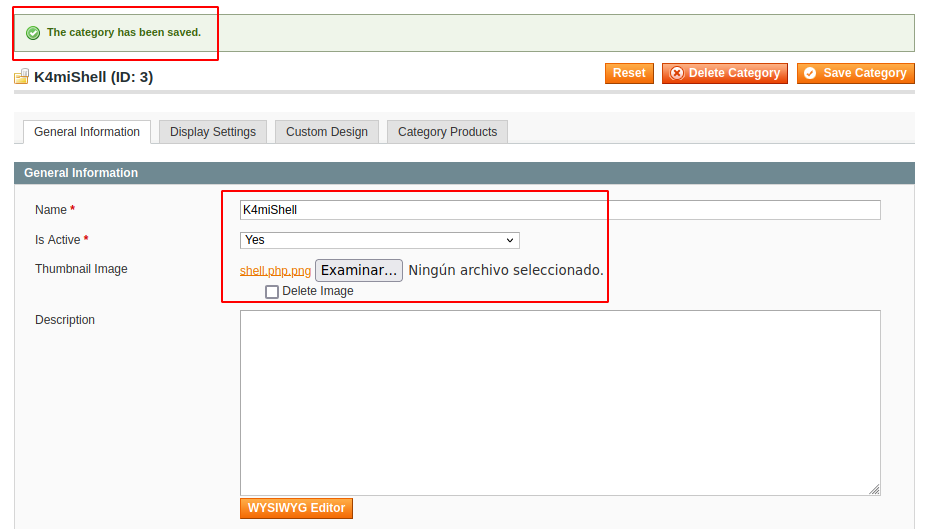 The category has been saved.
K4miShell (ID: 3)
Reset
Delete Category
Save Category
General Information
Display Settings
Custom Design
Category Products
General Information
Name *
K4miShell
Is Active *
Yes
Thumbnail Image
shell.php.png
Examinar...
Ningún archivo seleccionado.
Delete Image
Description
WYSIWYG Editor